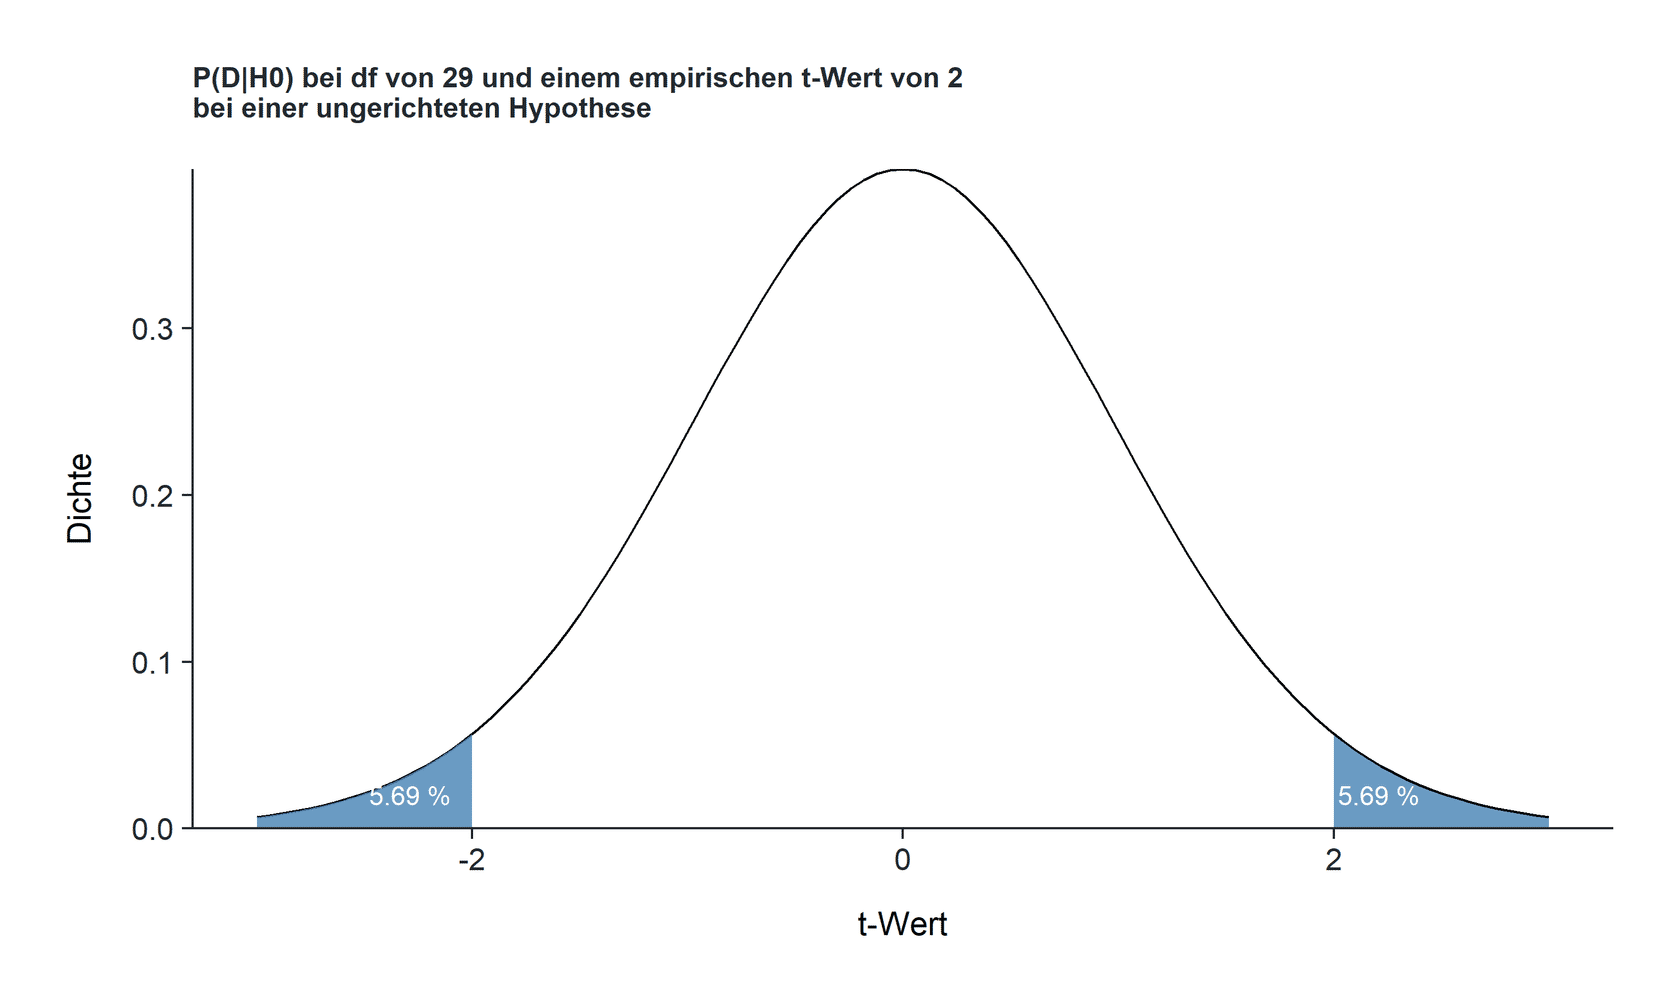 P(D|H0) bei df von 29 und einem empirischen t-Wert von 2
bei einer ungerichteten Hypothese
0.3
0.2
0.1
0.0
Dichte
5.69 %
5.69 %
-2
0
2
t-Wert